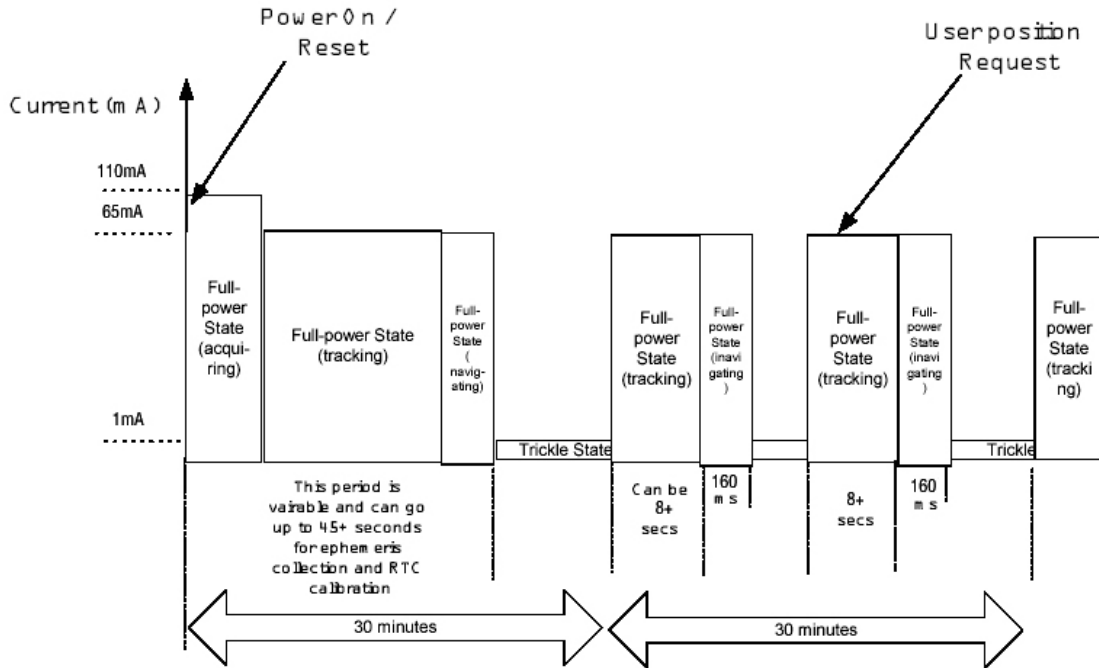 PowerOn /
Reset
Userposition
Request
Current (m A)
110mA
65mA
1mA
Full-
power
State
(acqui-
ring)
Full-power State
(tracking)
Full-
power
State
(
navig-
ating)
Trickle State
Full-
power
State
(tracking)
Full-
power
State
(inavi
gating
)
Full-
power
State
(tracking)
Full-
power
State
(inavi
gating
)
Trickle
Full-
power
State
(tracki
ng)
This period is
vairable and can go
up to 45+ seconds
for ephemeris
collection and RTC
calibration
Can be
8+
secs
160
ms
8+
secs
160
m s
30 minutes
30 minutes